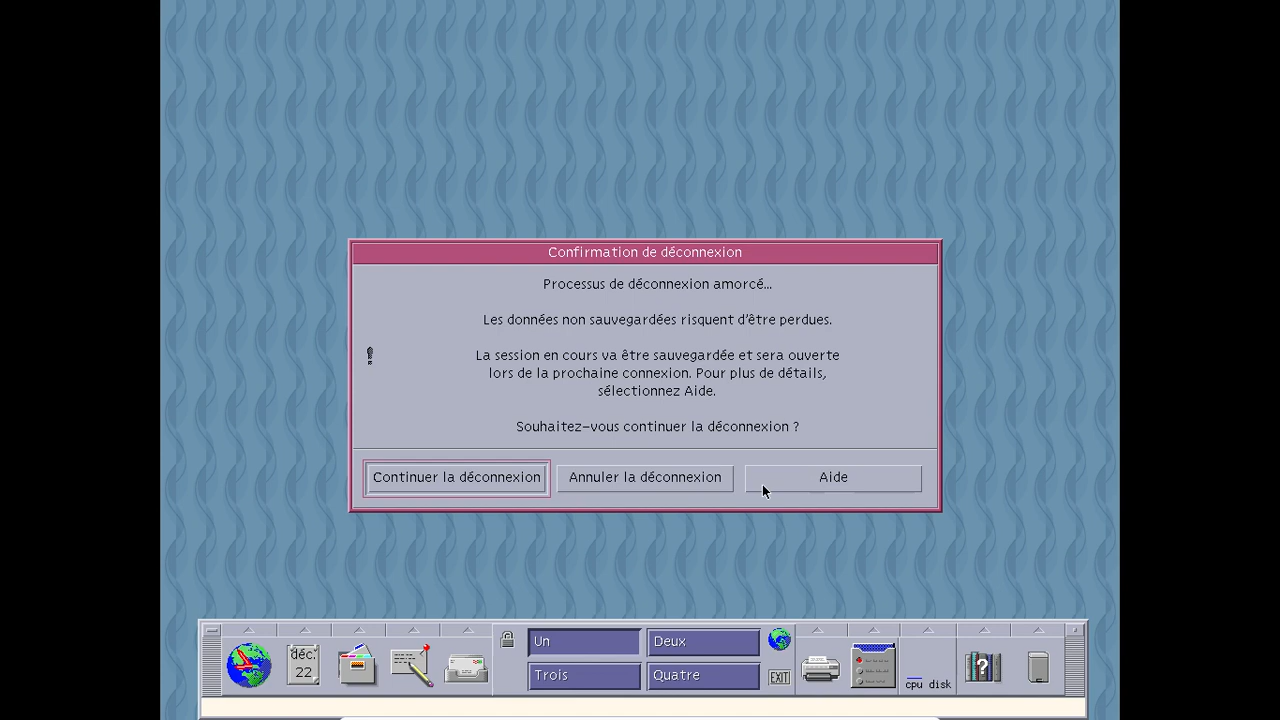 Confirmation de déconnexion
Processus de déconnexion amorcé...
Les données non sauvegardées risquent d'être perdues.
La session en cours va être sauvegardée et sera ouverte
lors de la prochaine connexion. Pour plus de détails,
sélectionnez Aide.
Souhaitez-vous continuer la déconnexion ?
Continuer la déconnexion
Annuler la déconnexion
Aide
déc
22
Un
Deux
Trois
Quatre
EXIT
cpu disk
?